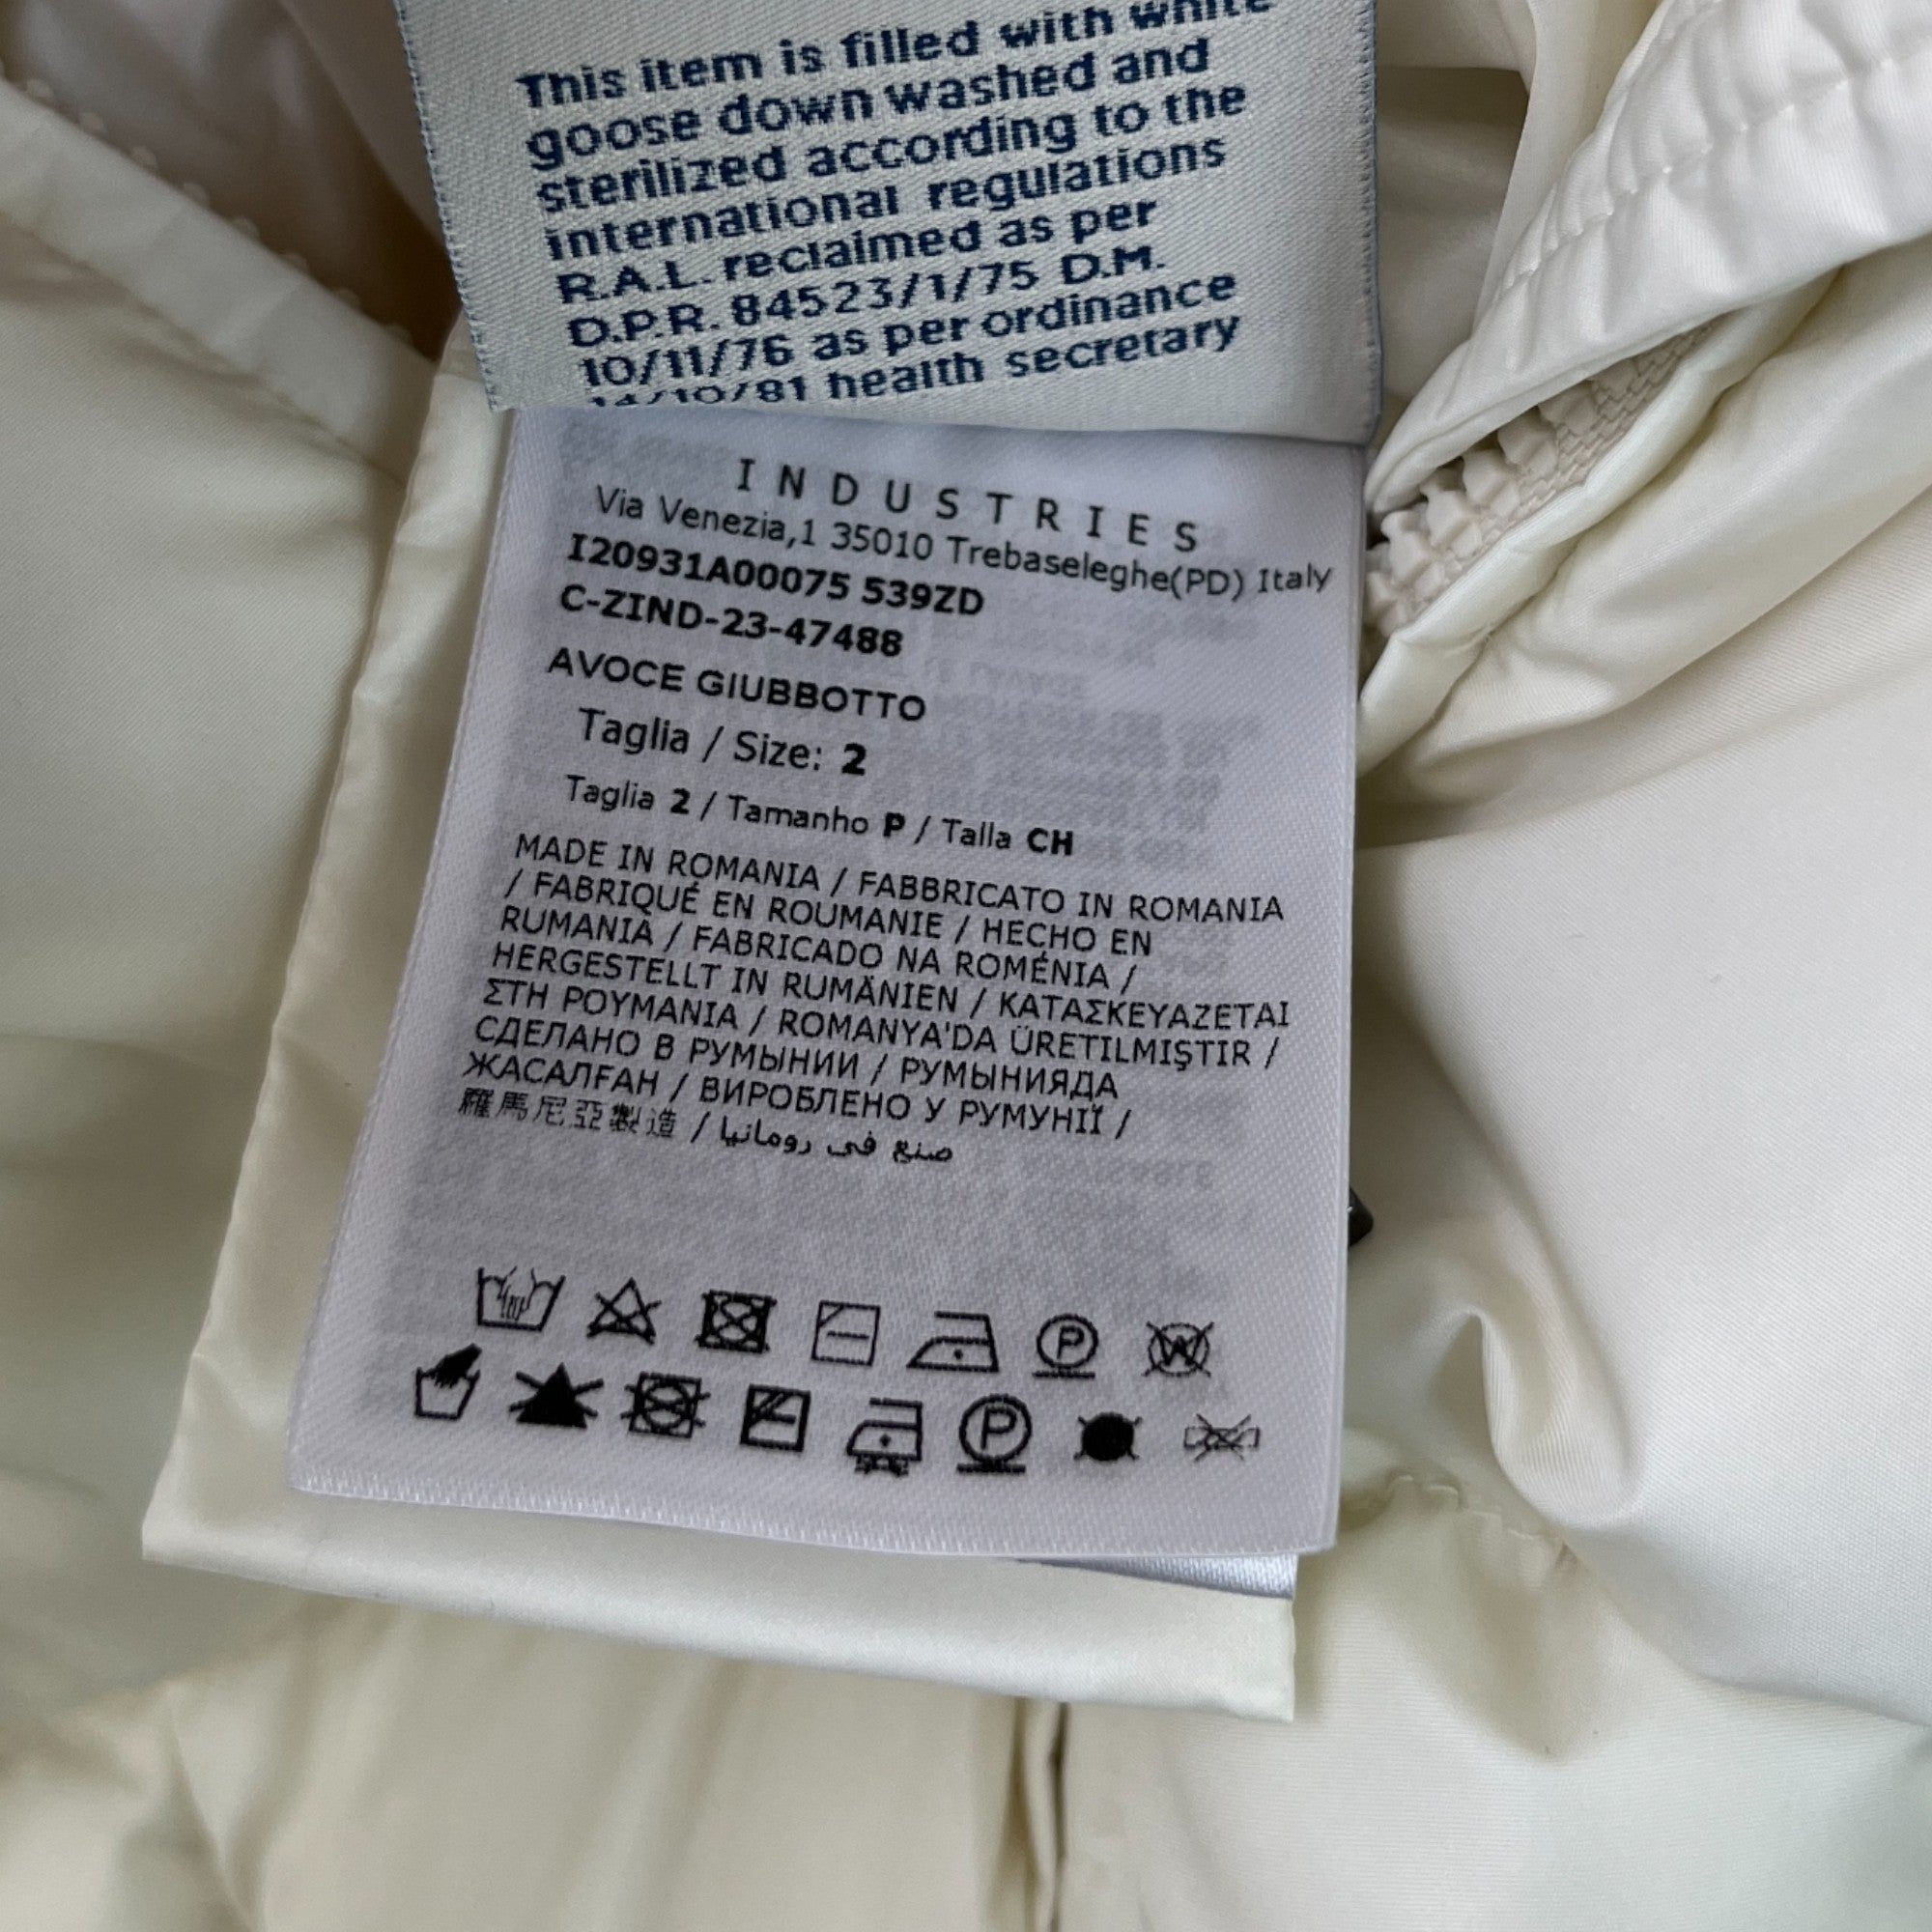 This item is filled with white
goose down washed and
sterilized according to the
international regulations
R.A.L. reclaimed as per
D.P.R. 84523/1/75 D.M.
10/11/76 as per ordinance
14/10/81 health secretary
INDUSTRIES
Via Venezia,1 35010 Trebaseleghe(PD) Italy
I20931A00075 539ZD
C-ZIND-23-47488
AVOCE GIUBBOTTO
Taglia / Size: 2
Taglia 2 / Tamanho P / Talla CH
MADE IN ROMANIA / FABBRICATO IN ROMANIA
/ FABRIQUÉ EN ROUMANIE / HECHO EN
RUMANIA / FABRICADO NA ROMÉNIA /
HERGESTELLT IN RUMÄNIEN / ΚΑΤΑΣΚΕΥΑΖΕΤΑΙ
ΣΤΗ ΡΟΥΜΑΝΙΑ / ROMANYA'DA ÜRETILMIŞTIR /
СДЕЛАНО В РУМЫНИИ / РУМЫНИЯДА
ЖАСАЛҒАН / ВИРОБЛЕНО У РУМУНІЇ /
羅馬尼亞製造 / صنع في رومانيا
P W
P